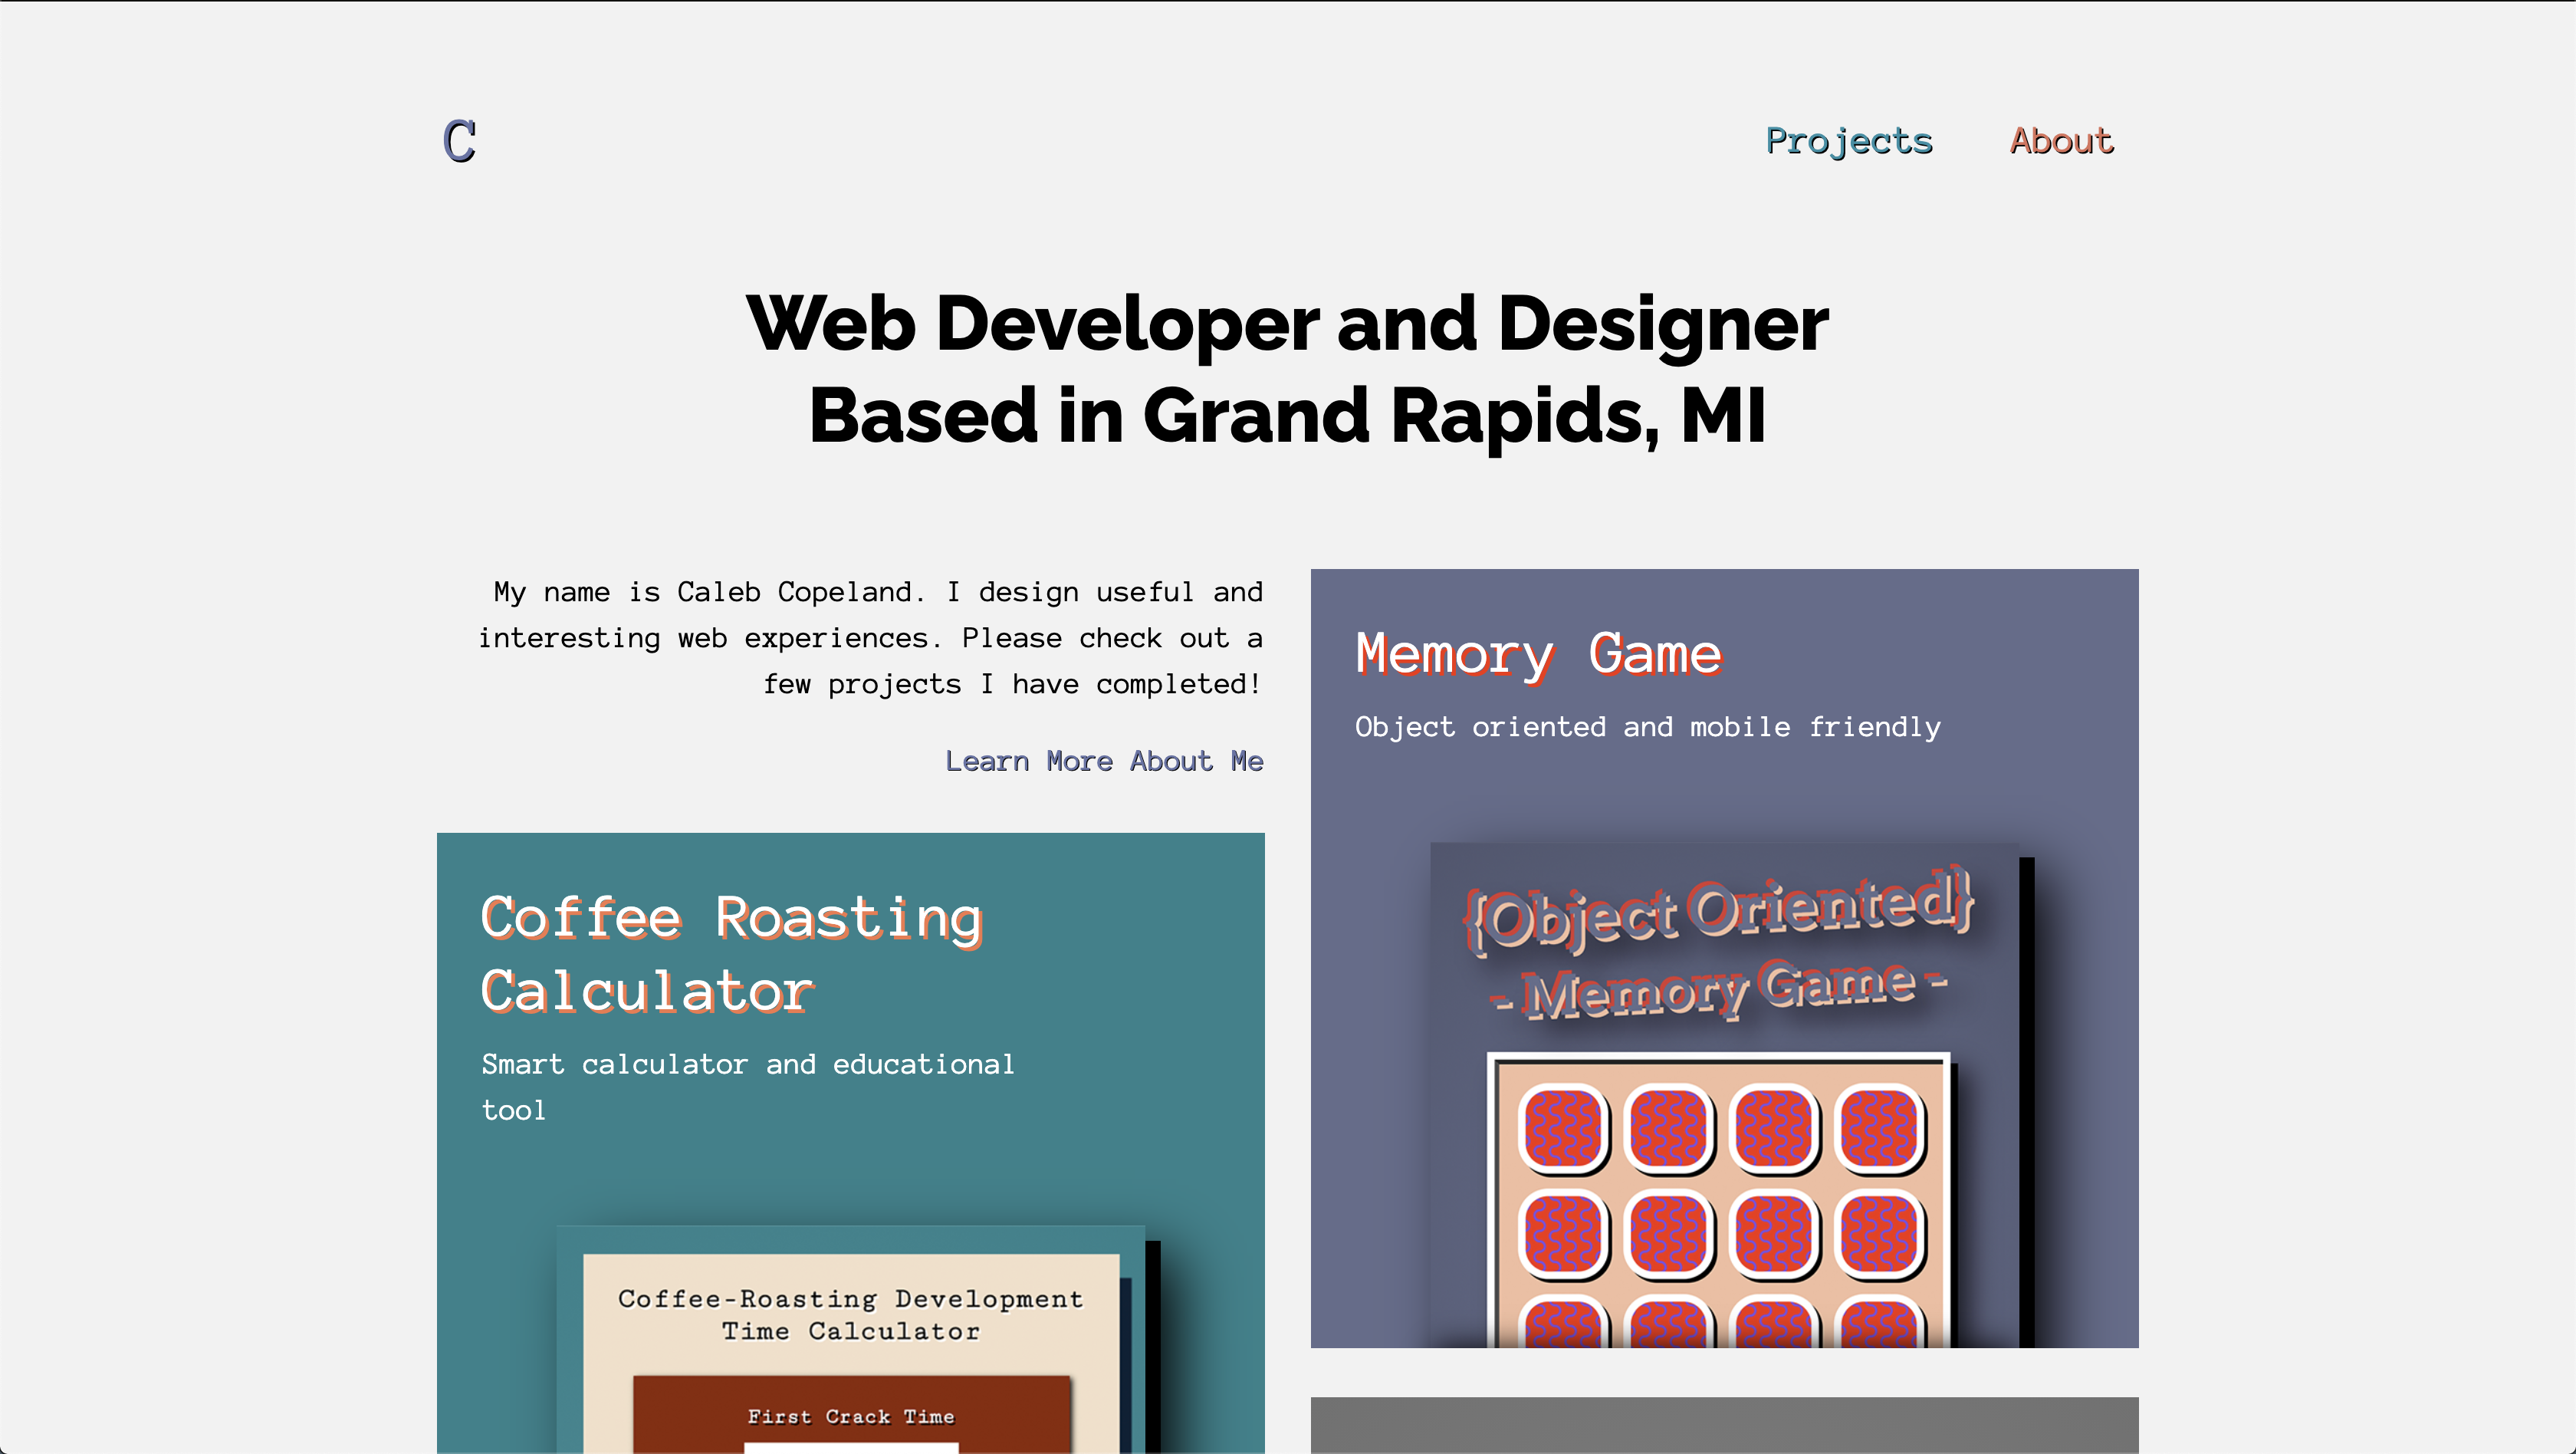 C
Projects
About
Web Developer and Designer
Based in Grand Rapids, MI
My name is Caleb Copeland. I design useful and
interesting web experiences. Please check out a
few projects I have completed!
Learn More About Me
Coffee Roasting
Calculator
Smart calculator and educational
tool
Coffee-Roasting Development
Time Calculator
First Crack Time
Memory Game
Object oriented and mobile friendly
{Object Oriented}
- Memory Game -